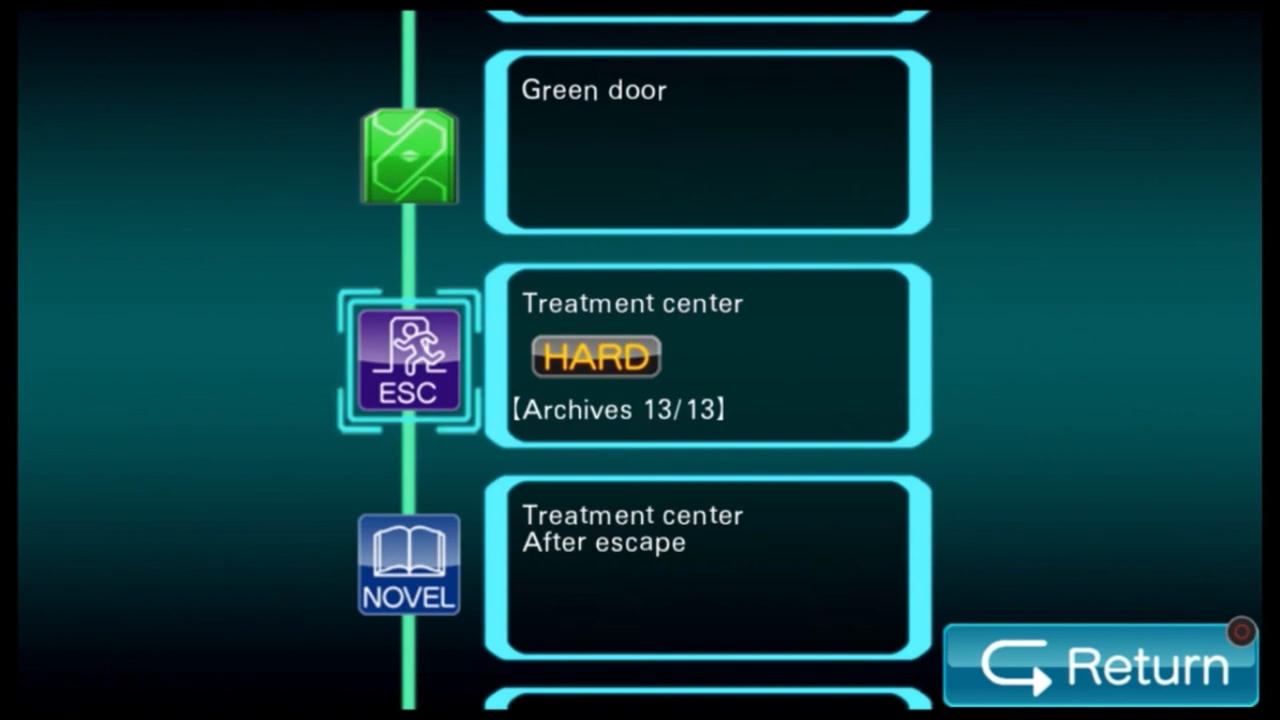 Green door
Treatment center
HARD
【Archives 13/13】
ESC
Treatment center
After escape
NOVEL
Return